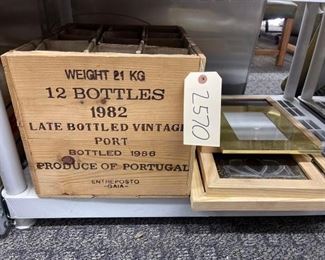 WEIGHT 21 KG
12 BOTTLES
1982
LATE BOTTLED VINTAGE
PORT
BOTTLED 1986
PRODUCE OF PORTUGAL
ENTREPOSTO
-GAIA-
2570